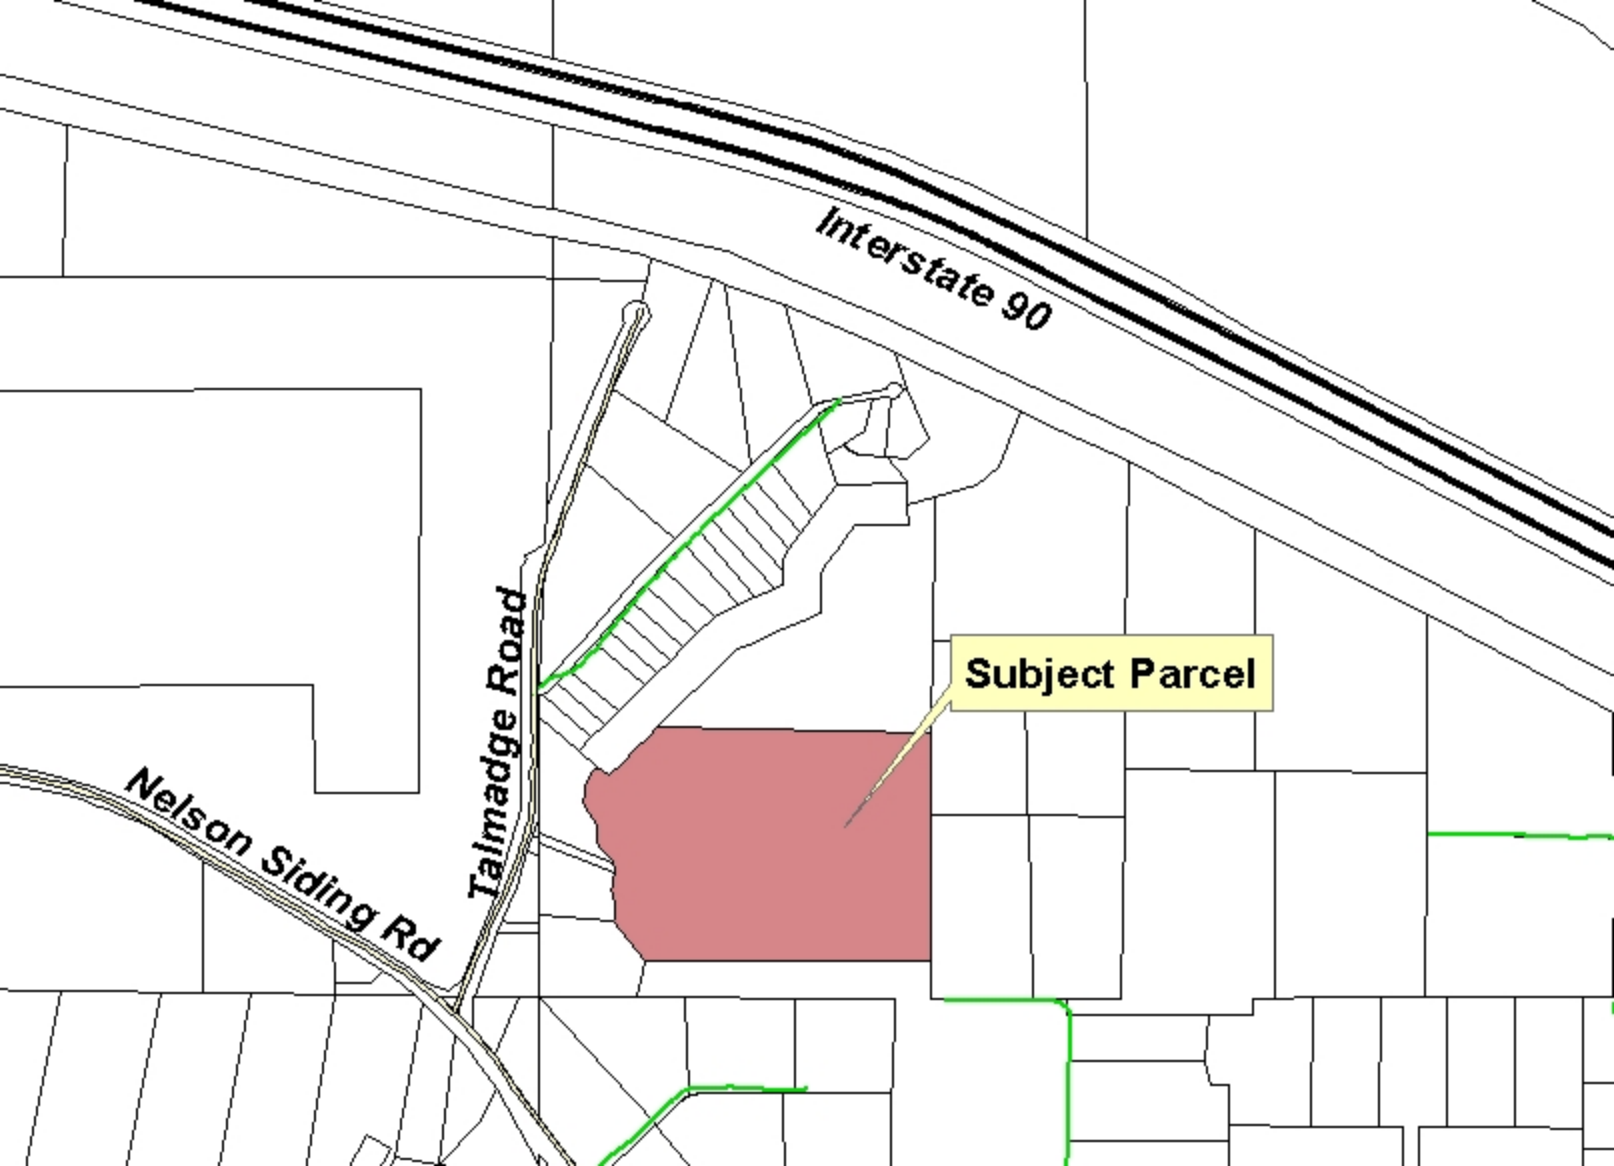 Interstate 90
Talmadge Road
Subject Parcel
Nelson Siding Rd